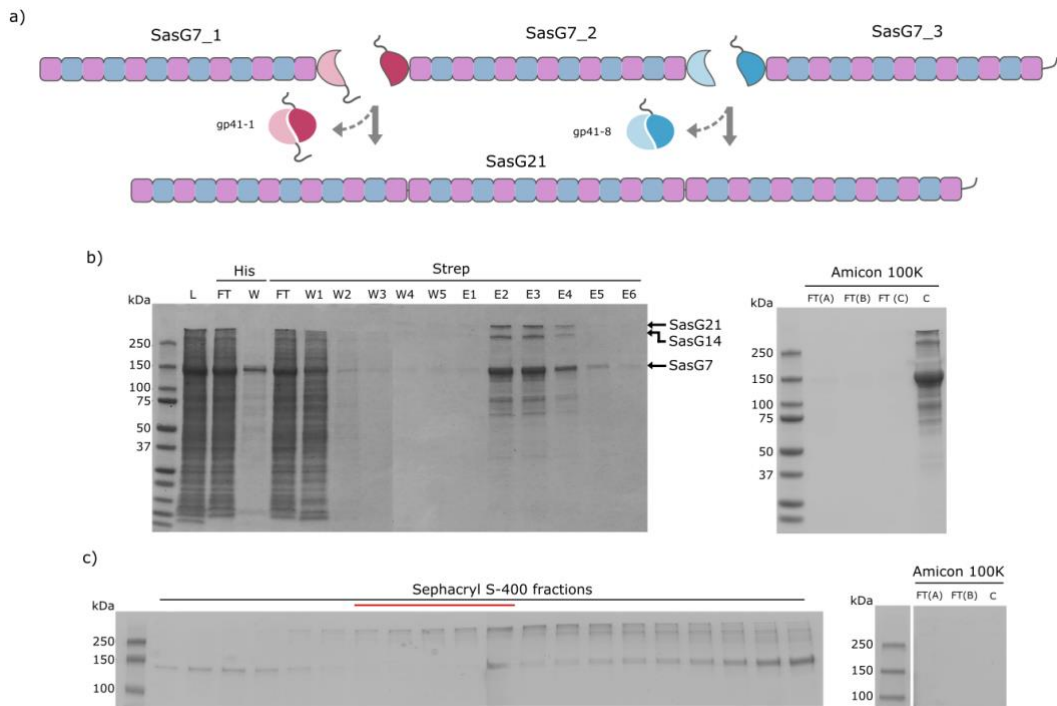 a)
SasG7_1
SasG7_2
SasG7_3
gp41-1
gp41-8
SasG21
b)
His
Strep
kDa
L
FT
W
FT
W1
W2
W3
W4
W5
E1
E2
E3
E4
E5
E6
250
150
100
75
50
37
SasG21
SasG14
SasG7
Amicon 100K
kDa
FT(A)
FT(B)
FT (C)
C
250
150
100
75
50
37
c)
Sephacryl S-400 fractions
kDa
250
150
100
Amicon 100K
kDa
FT(A)
FT(B)
C
250
150
100